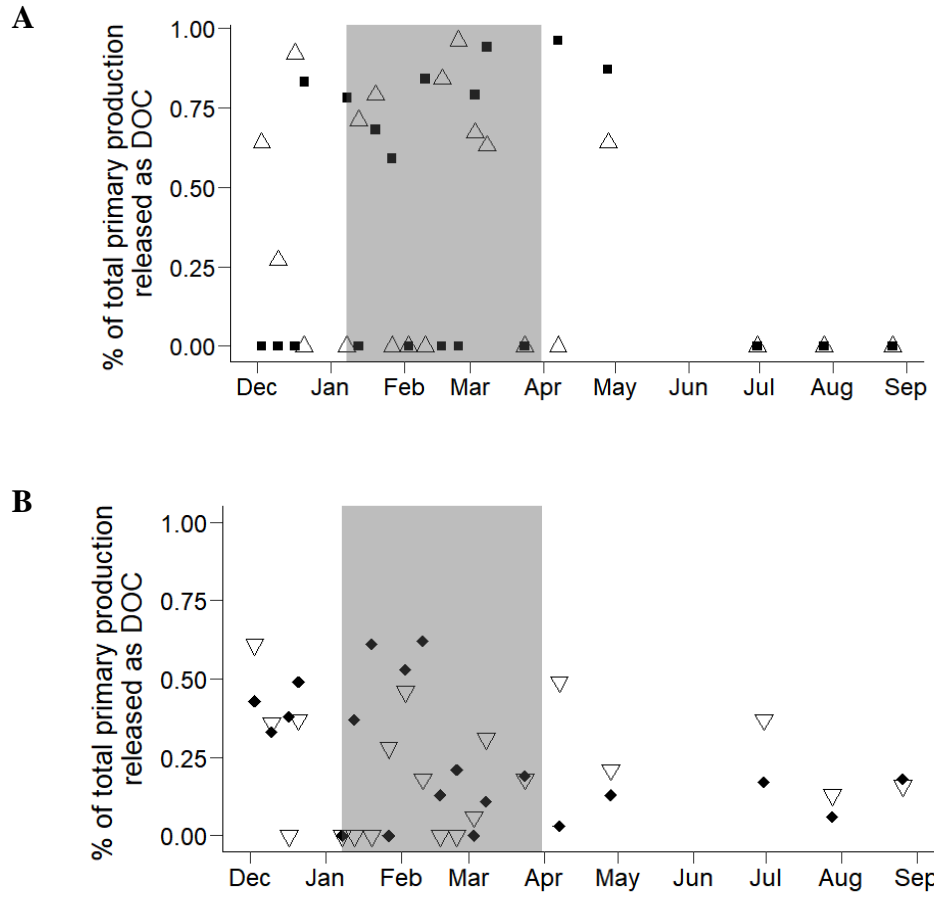 A
% of total primary production
released as DOC
1.00
0.75
0.50
0.25
0.00
Dec Jan Feb Mar Apr May Jun Jul Aug Sep
B
% of total primary production
released as DOC
1.00
0.75
0.50
0.25
0.00
Dec Jan Feb Mar Apr May Jun Jul Aug Sep